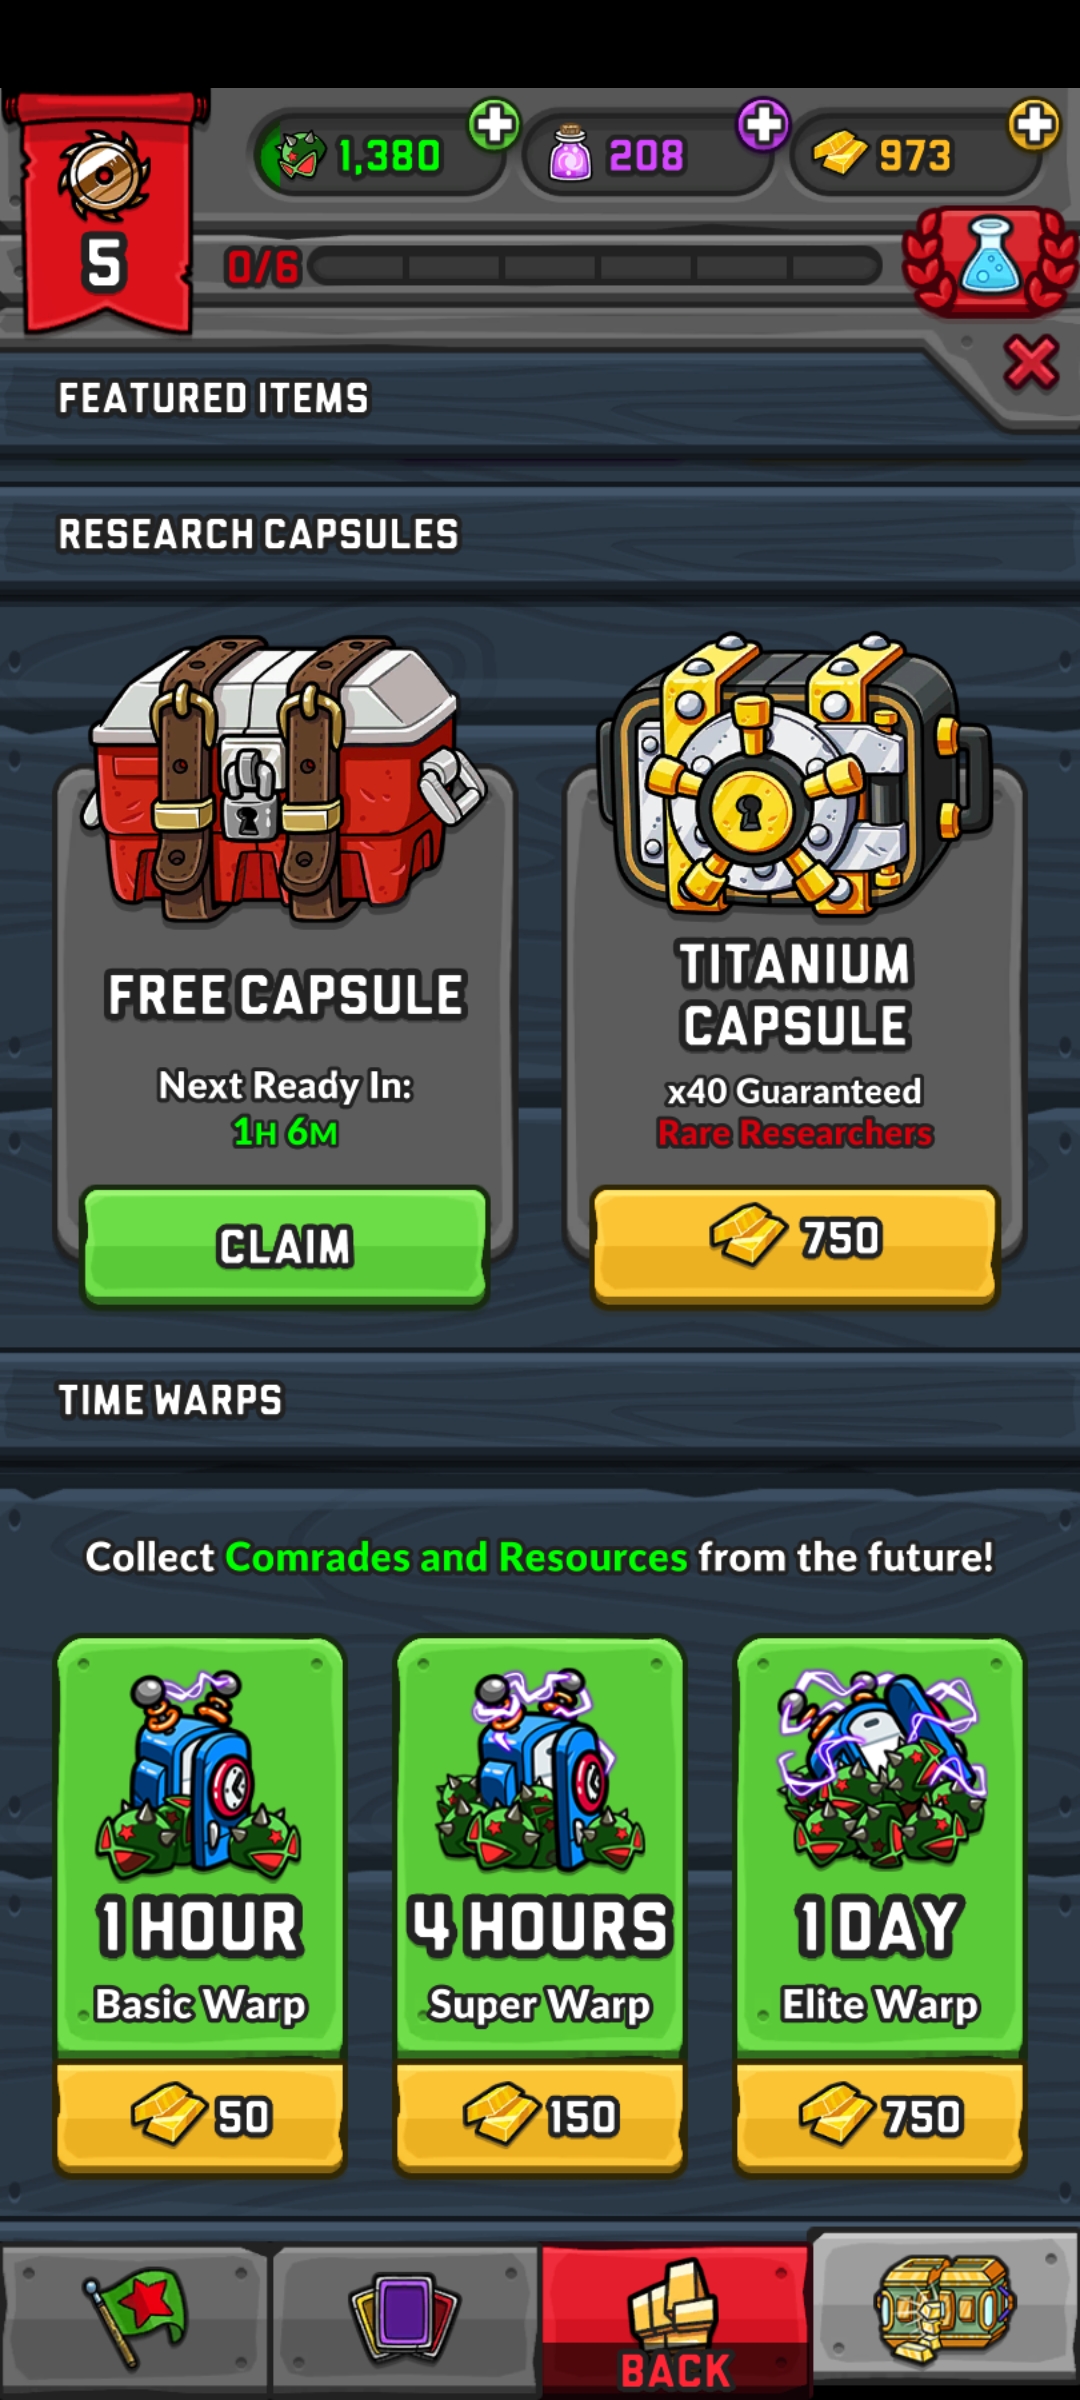 1,380
208
973
5
0/6
FEATURED ITEMS
RESEARCH CAPSULES
FREE CAPSULE
Next Ready In:
1H 6M
CLAIM
TITANIUM
CAPSULE
x40 Guaranteed
Rare Researchers
750
TIME WARPS
Collect Comrades and Resources from the future!
1 HOUR
Basic Warp
50
4 HOURS
Super Warp
150
1 DAY
Elite Warp
750
BACK